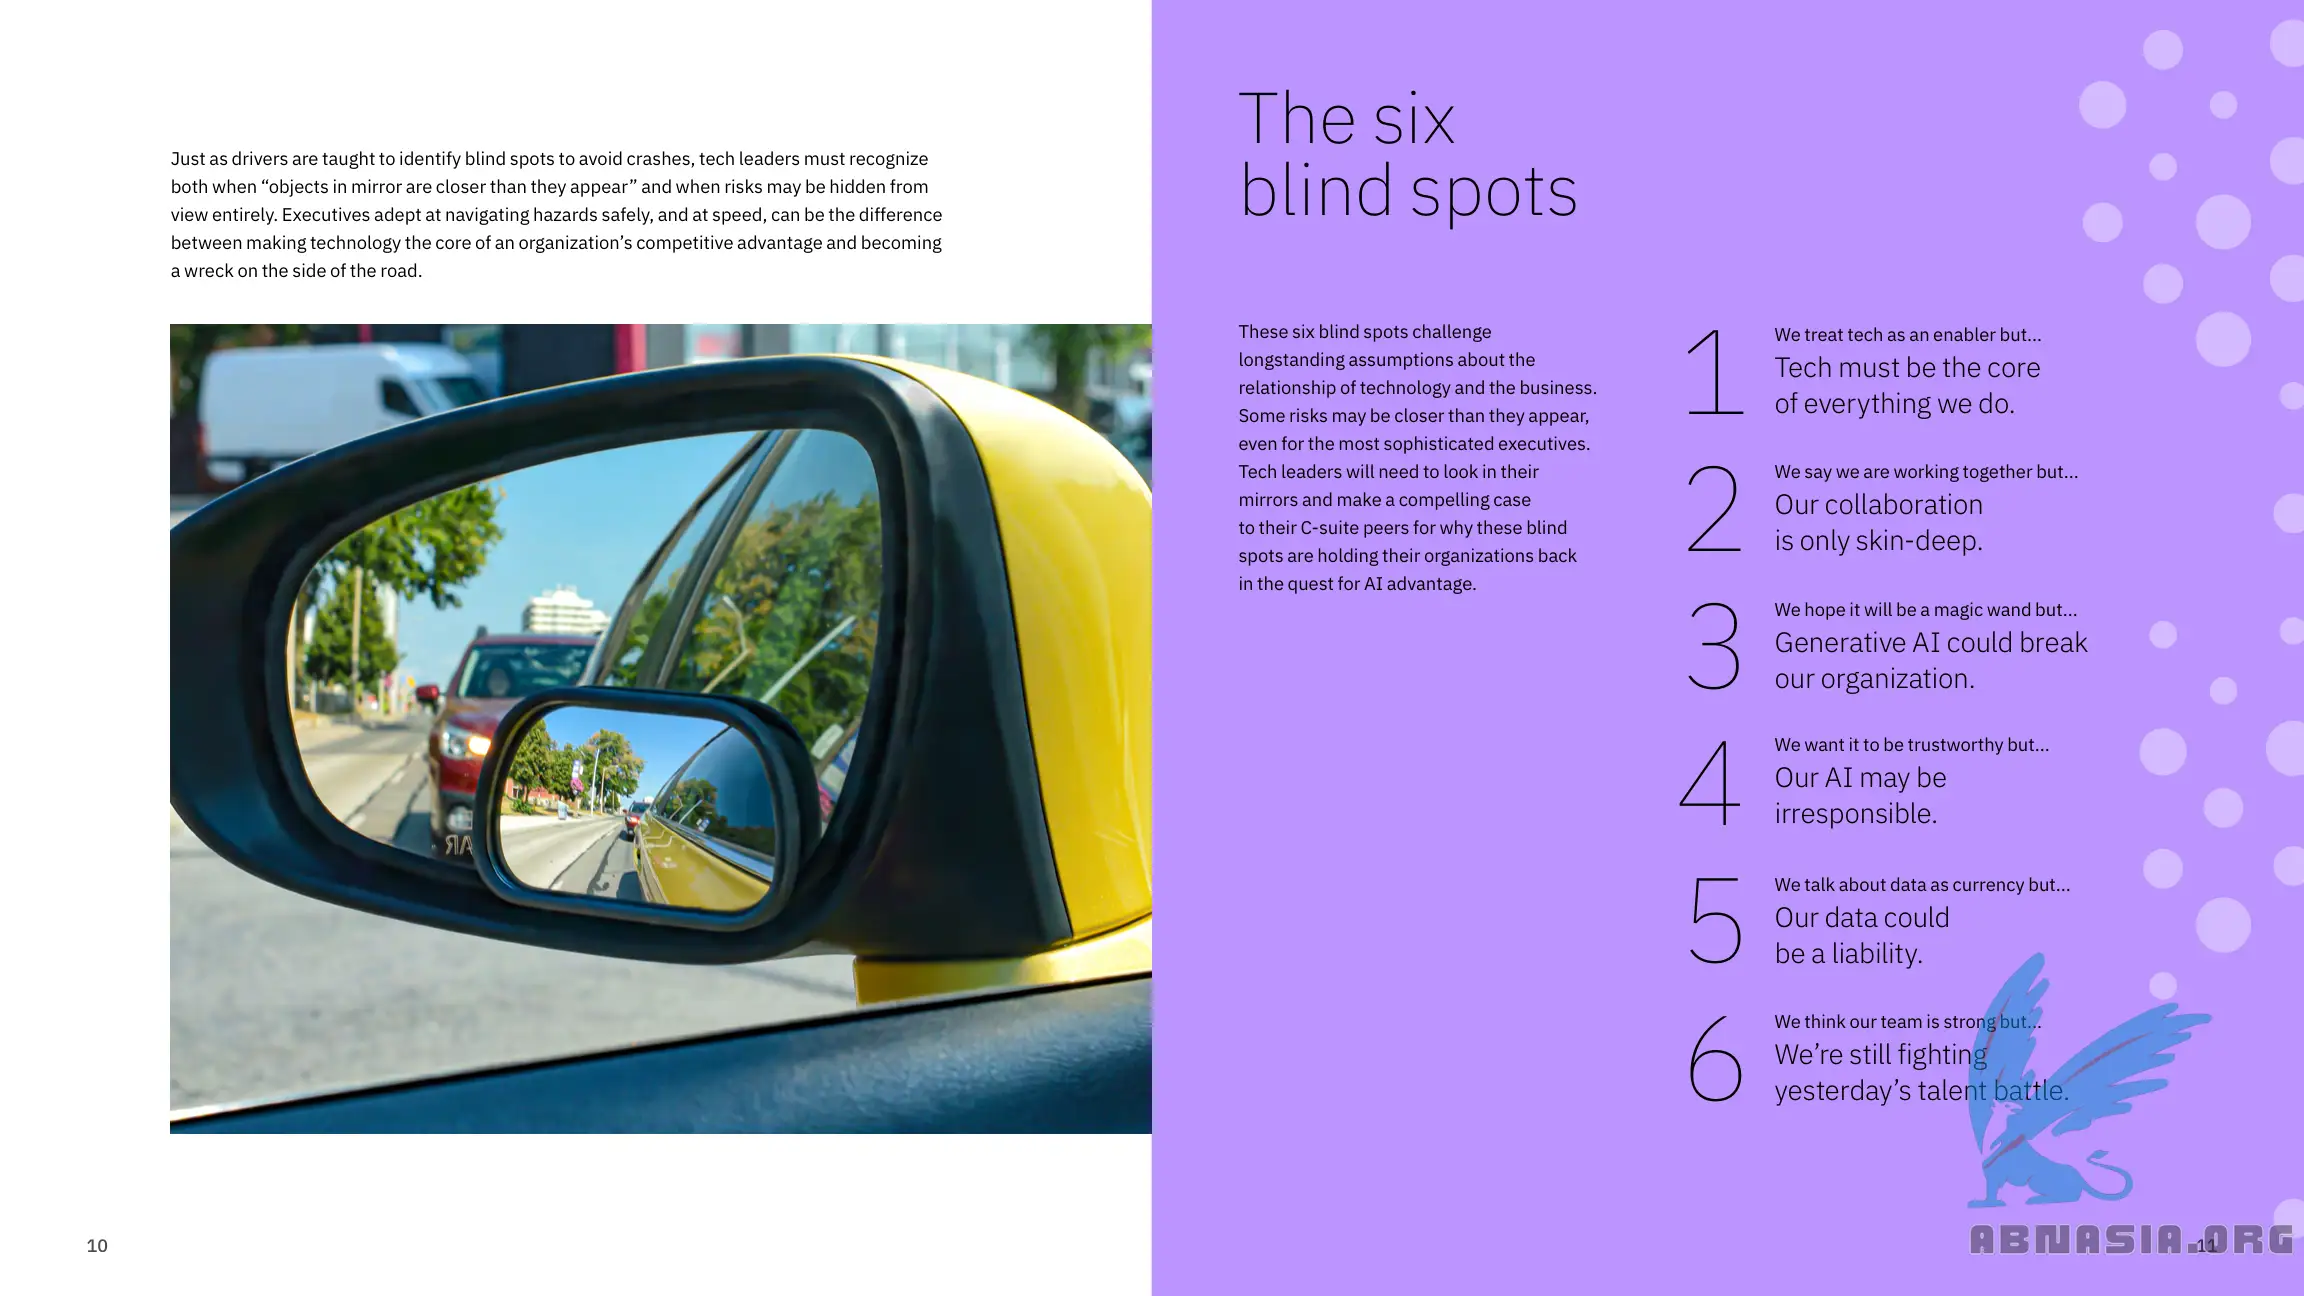 Just as drivers are taught to identify blind spots to avoid crashes, tech leaders must recognize
both when “objects in mirror are closer than they appear” and when risks may be hidden from
view entirely. Executives adept at navigating hazards safely, and at speed, can be the difference
between making technology the core of an organization’s competitive advantage and becoming
a wreck on the side of the road.
10
The six
blind spots
These six blind spots challenge
longstanding assumptions about the
relationship of technology and the business.
Some risks may be closer than they appear,
even for the most sophisticated executives.
Tech leaders will need to look in their
mirrors and make a compelling case
to their C-suite peers for why these blind
spots are holding their organizations back
in the quest for AI advantage.
1
We treat tech as an enabler but...
Tech must be the core
of everything we do.
2
We say we are working together but...
Our collaboration
is only skin-deep.
3
We hope it will be a magic wand but...
Generative AI could break
our organization.
4
We want it to be trustworthy but...
Our AI may be
irresponsible.
5
We talk about data as currency but...
Our data could
be a liability.
6
We think our team is strong but...
We’re still fighting
yesterday’s talent battle.
ABNASIA.ORG
11